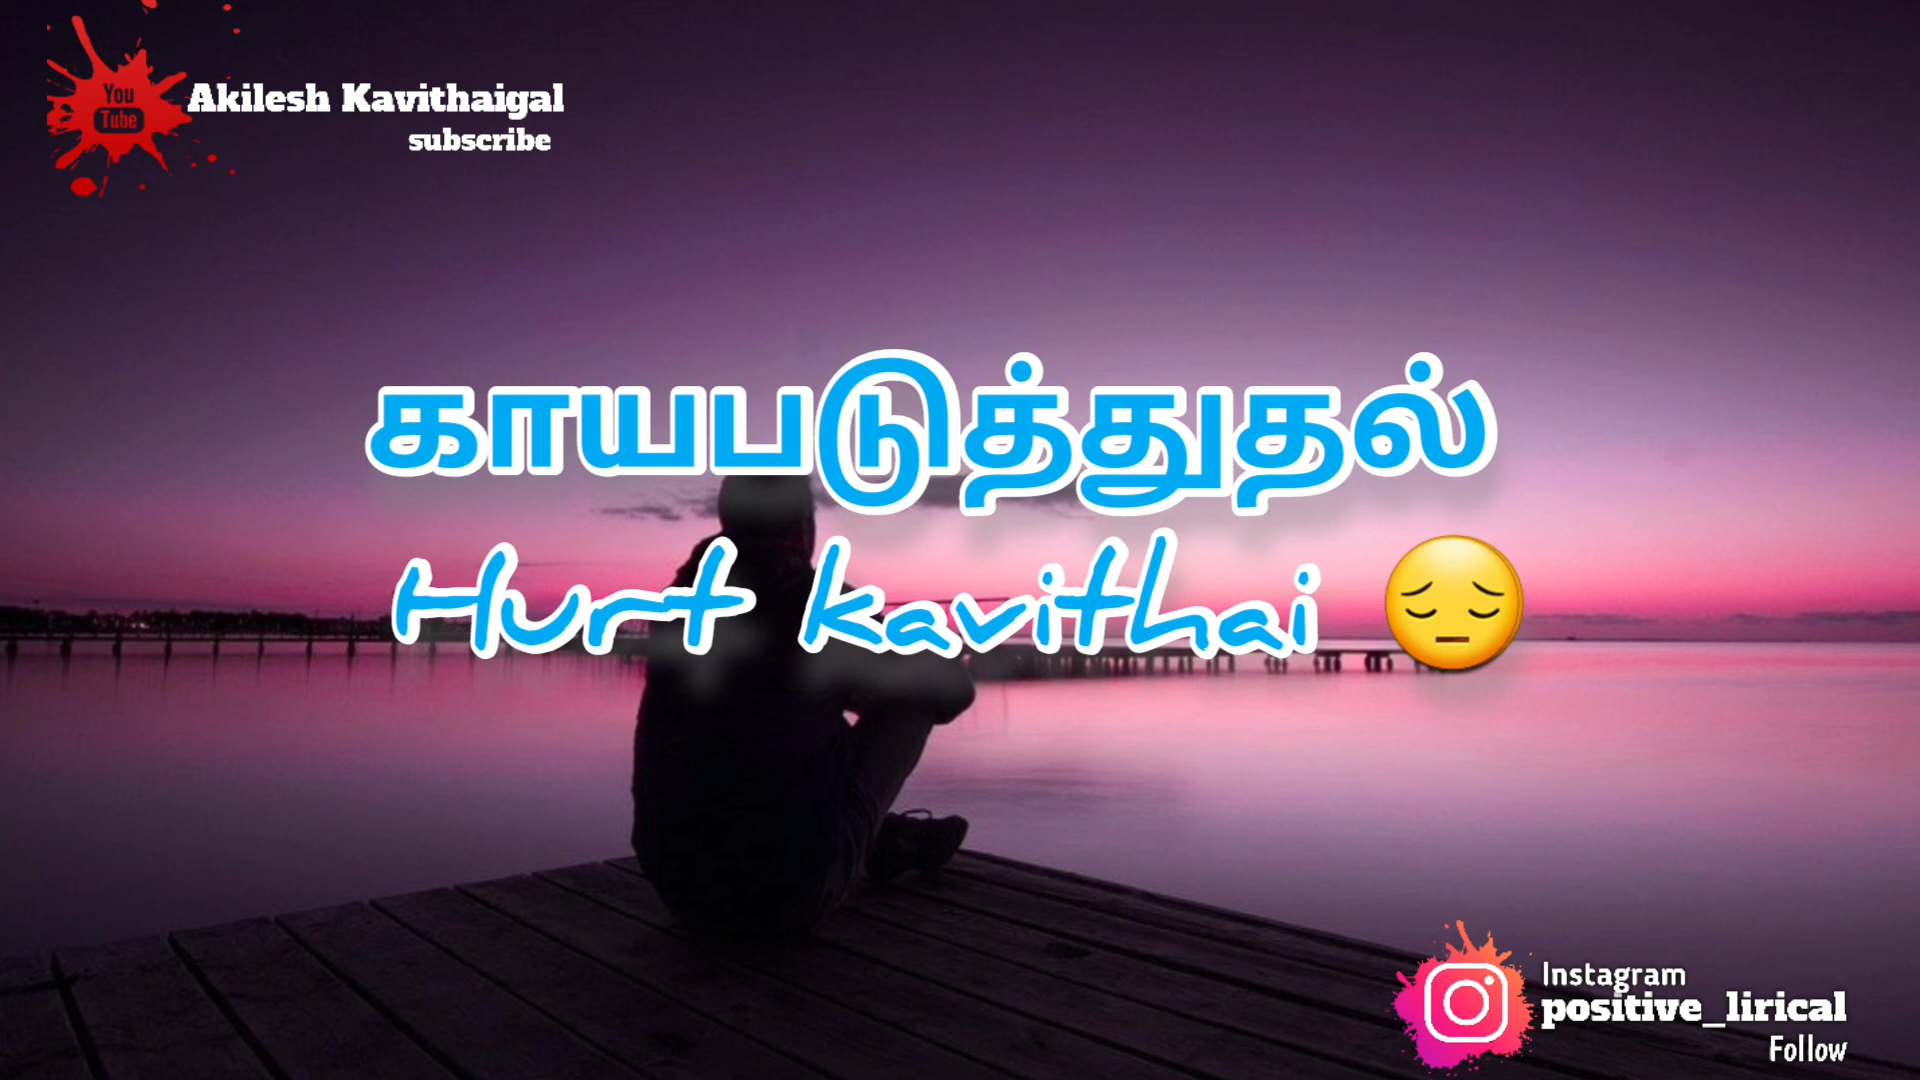 You
Tube
Akilesh Kavithaigal
subscribe
காயபடுத்துதல்
Hurt kavithai 😔
Instagram
positive_lirical
Follow